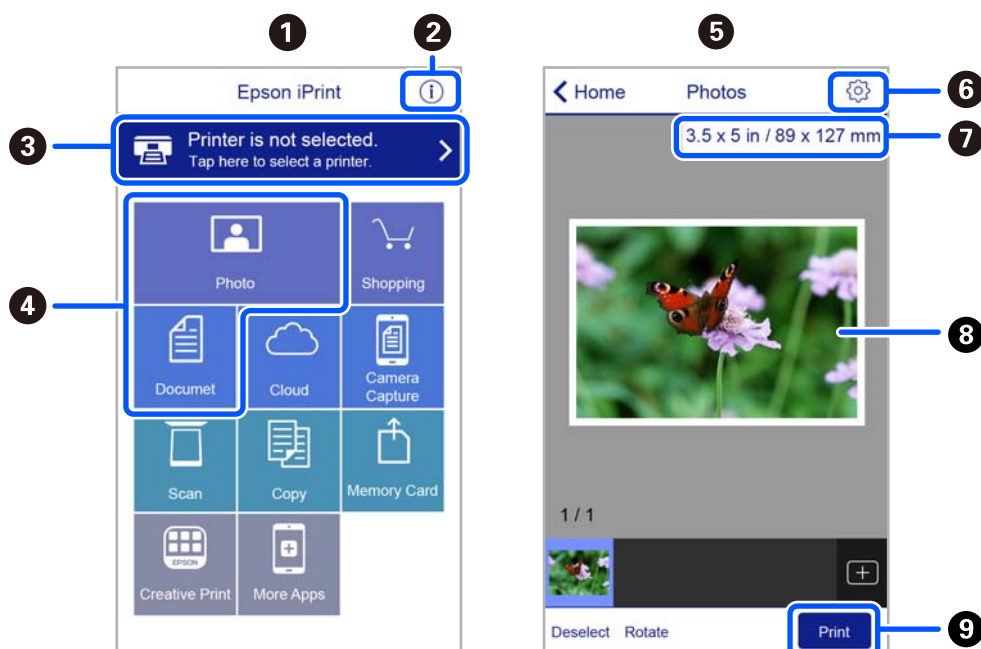 1
2
Epson iPrint
3
Printer is not selected.
Tap here to select a printer.
4
Photo
Shopping
Documet
Cloud
Camera
Capture
Scan
Copy
Memory Card
EPSON
Creative Print
More Apps
5
Home
Photos
6
3.5 x 5 in / 89 x 127 mm
7
8
1 / 1
Deselect
Rotate
Print
9